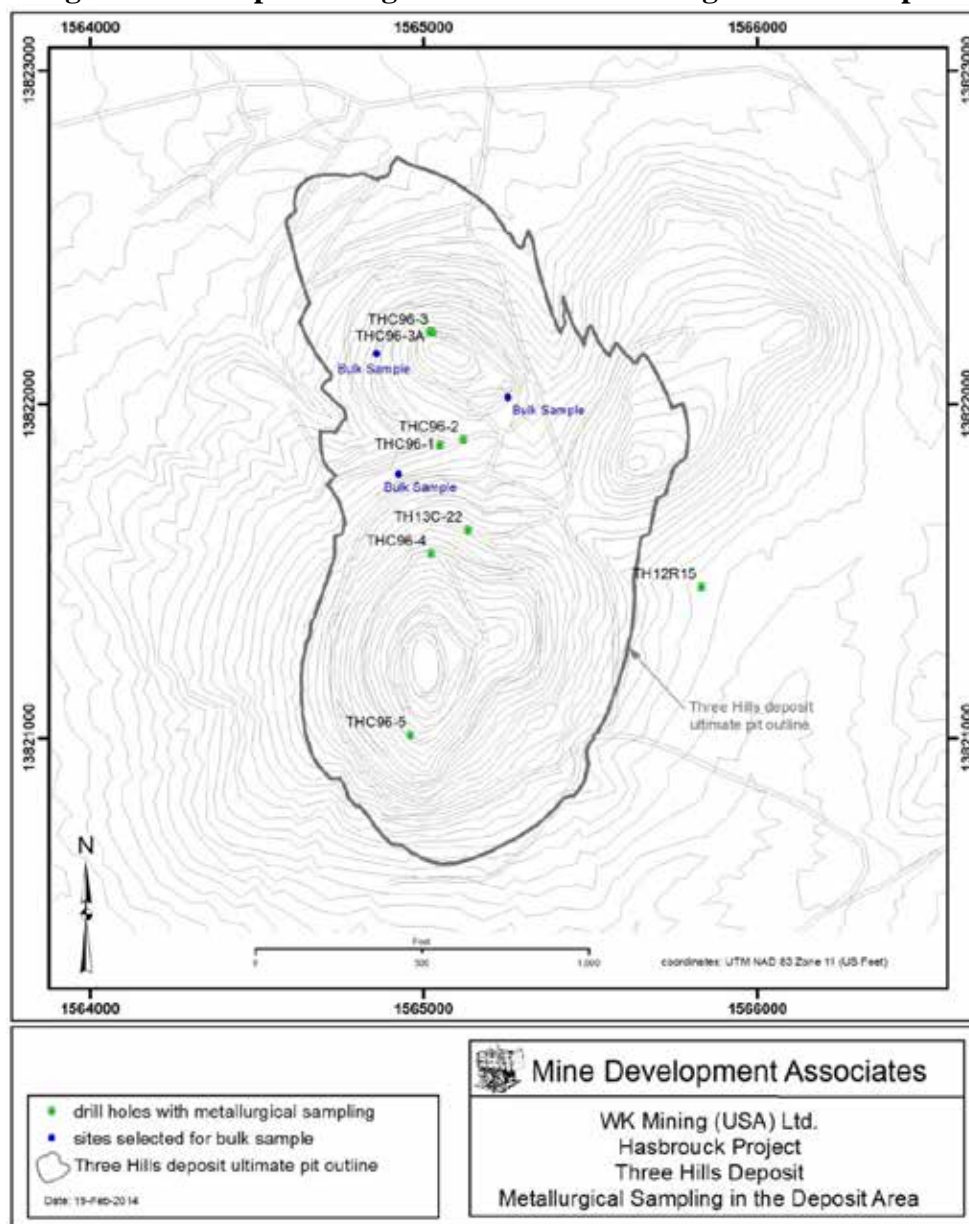 1564000 1565000 1566000
13823000 13823000
THC96-3
THC96-3A
Bulk Sample
13822000 13822000
Bulk Sample
THC96-2
THC96-1
Bulk Sample
TH13C-22
THC96-4
TH12R15
Three Hills deposit
ultimate pit outline
THC96-5
13821000 13821000
N
Feet
0 500 1,000
coordinates: UTM NAD 83 Zone 11 (US Feet)
1564000 1565000 1566000
drill holes with metallurgical sampling
sites selected for bulk sample
Three Hills deposit ultimate pit outline
Date: 19-Feb-2014
Mine Development Associates
WK Mining (USA) Ltd.
Hasbrouck Project
Three Hills Deposit
Metallurgical Sampling in the Deposit Area